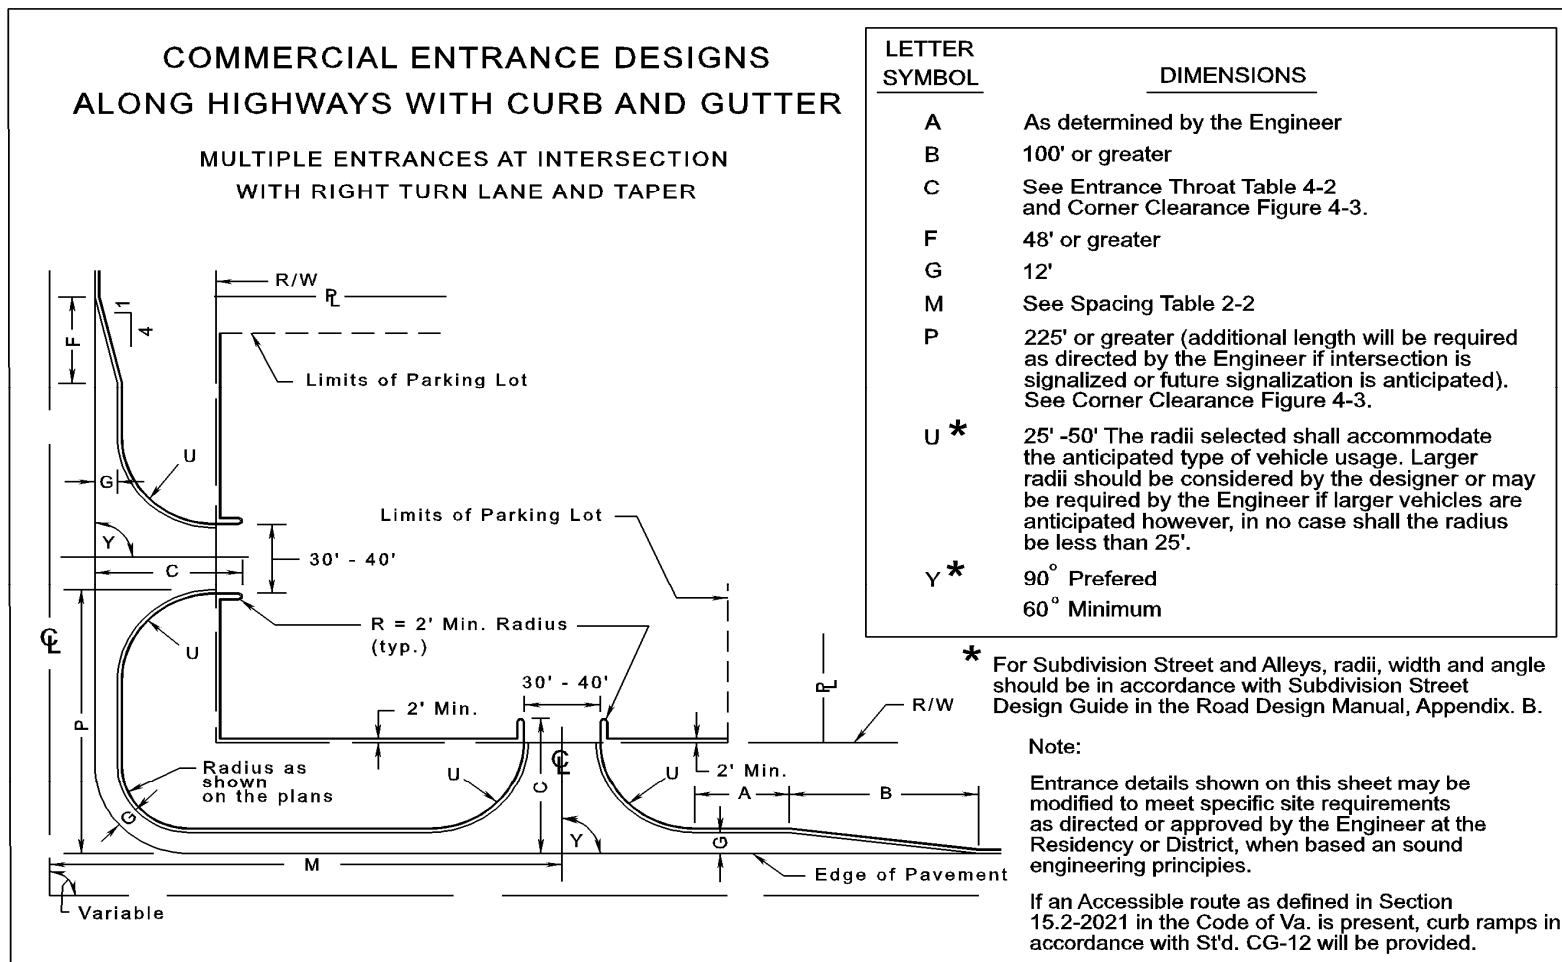 COMMERCIAL ENTRANCE DESIGNS
ALONG HIGHWAYS WITH CURB AND GUTTER
MULTIPLE ENTRANCES AT INTERSECTION
WITH RIGHT TURN LANE AND TAPER
LETTER
SYMBOL
DIMENSIONS
A As determined by the Engineer
B 100' or greater
C See Entrance Throat Table 4-2
and Corner Clearance Figure 4-3.
F 48' or greater
G 12'
M See Spacing Table 2-2
P 225' or greater (additional length will be required
as directed by the Engineer if intersection is
signalized or future signalization is anticipated).
See Corner Clearance Figure 4-3.
U * 25' -50' The radii selected shall accommodate
the anticipated type of vehicle usage. Larger
radii should be considered by the designer or may
be required by the Engineer if larger vehicles are
anticipated however, in no case shall the radius
be less than 25'.
Y * 90° Prefered
60° Minimum
* For Subdivision Street and Alleys, radii, width and angle
should be in accordance with Subdivision Street
Design Guide in the Road Design Manual, Appendix. B.
Note:
Entrance details shown on this sheet may be
modified to meet specific site requirements
as directed or approved by the Engineer at the
Residency or District, when based an sound
engineering principles.
If an Accessible route as defined in Section
15.2-2021 in the Code of Va. is present, curb ramps in
accordance with St'd. CG-12 will be provided.
R/W
PL
1
4
F
Limits of Parking Lot
U
G
Limits of Parking Lot
Y
30' - 40'
C
CL
R = 2' Min. Radius
(typ.)
U
30' - 40'
PL
2' Min.
R/W
P
CL
Radius as
shown
on the plans
U
C
U
2' Min.
A
B
G
Y
G
M
Edge of Pavement
Variable